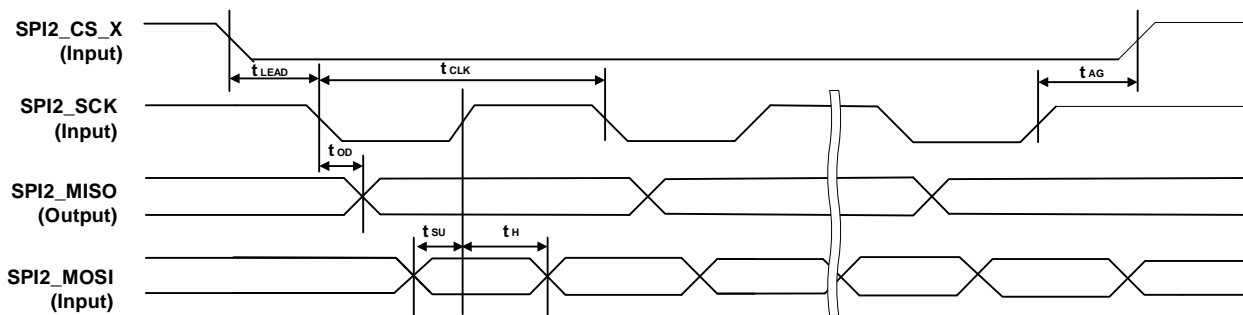 SPI2_CS_X
(Input)
t LEAD
t CLK
t AG
SPI2_SCK
(Input)
t OD
SPI2_MISO
(Output)
t SU
t H
SPI2_MOSI
(Input)